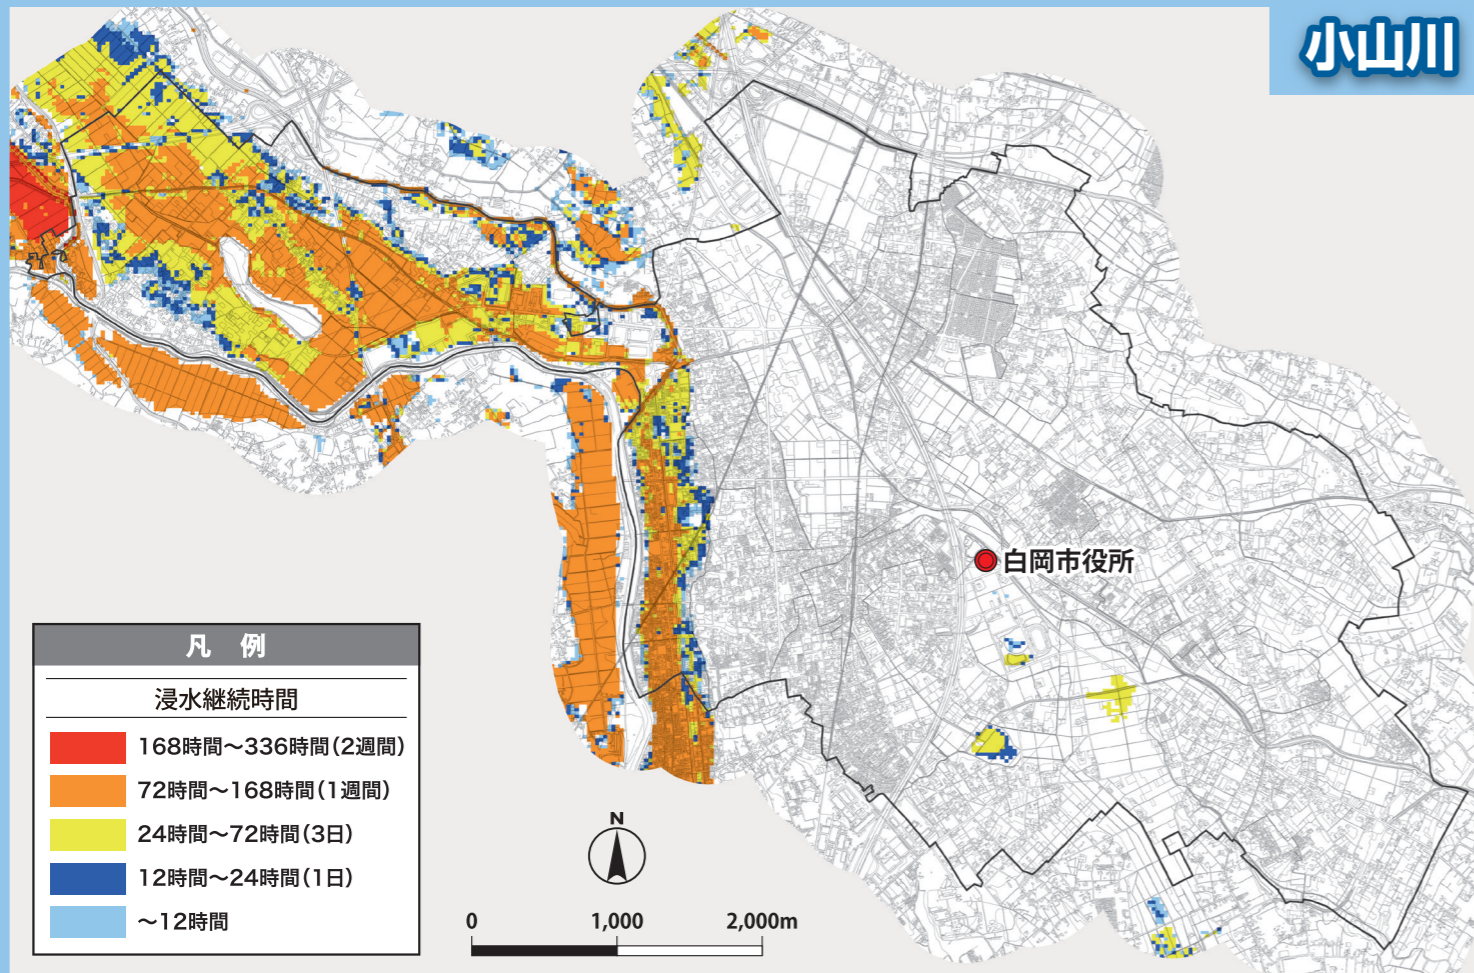 小山川
白岡市役所
凡 例
浸水継続時間
168時間～336時間(2週間)
72時間～168時間(1週間)
24時間～72時間(3日)
12時間～24時間(1日)
～12時間
N
0 1,000 2,000m